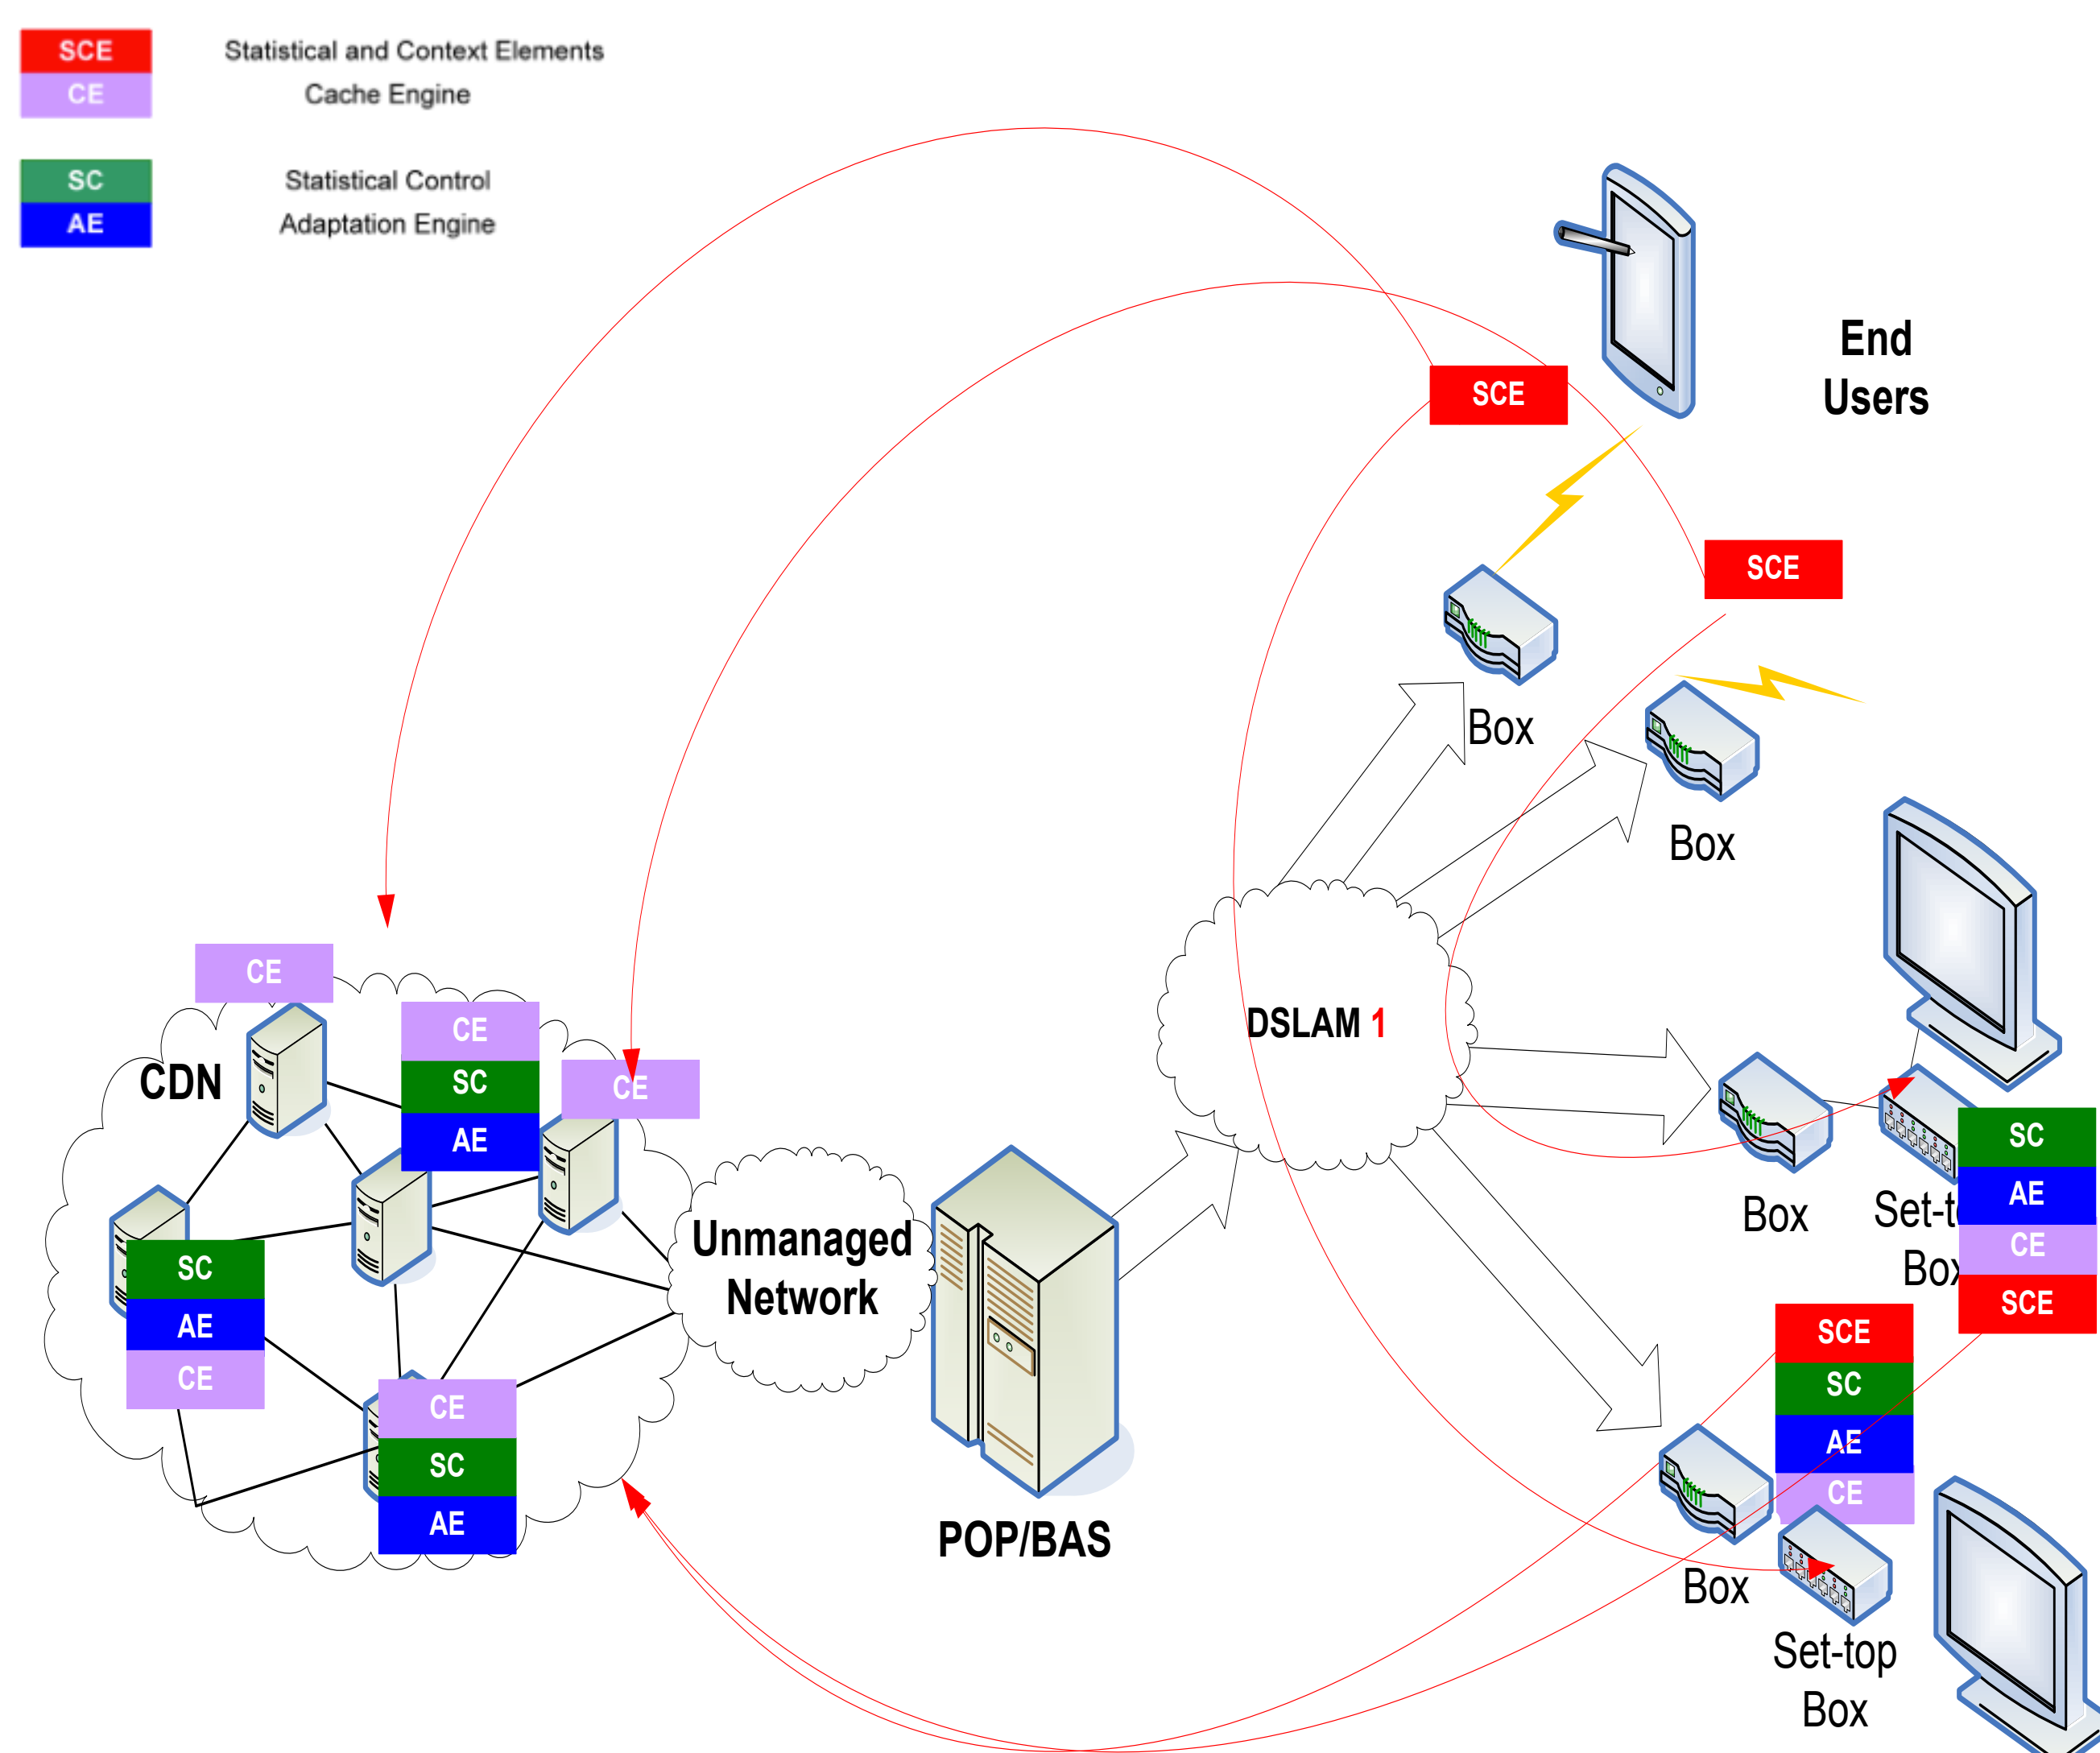 SCE Statistical and Context Elements
CE Cache Engine
SC Statistical Control
AE Adaptation Engine
End
Users
SCE
SCE
Box
Box
CE
CE
SC
AE
CE
CDN
DSLAM 1
Unmanaged
Network
SC
AE
CE
CE
SC
AE
POP/BAS
Box
Set-t
Box
SC
AE
CE
SCE
SCE
SC
AE
CE
Box
Set-top
Box